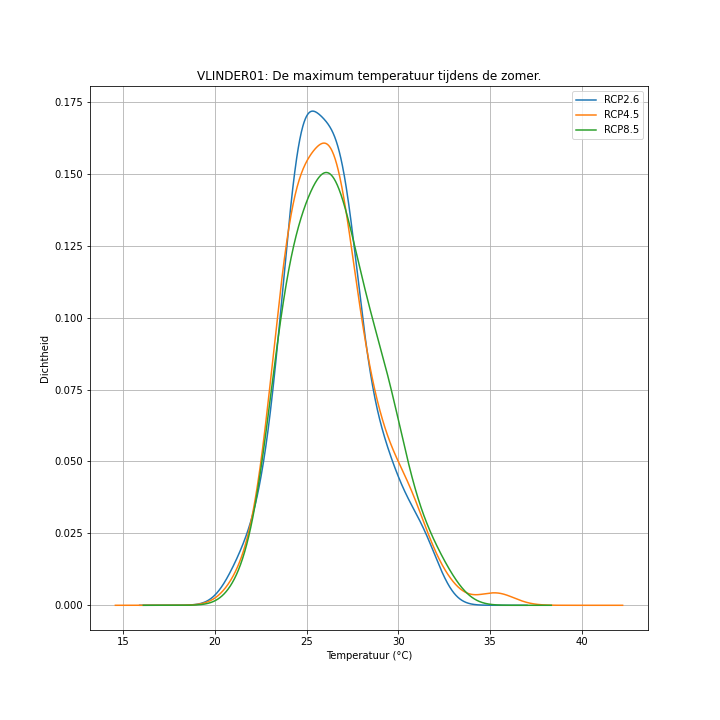 VLINDER01: De maximum temperatuur tijdens de zomer.
RCP2.6
RCP4.5
RCP8.5
0.175
0.150
0.125
0.100
0.075
0.050
0.025
0.000
Dichtheid
15 20 25 30 35 40
Temperatuur (°C)